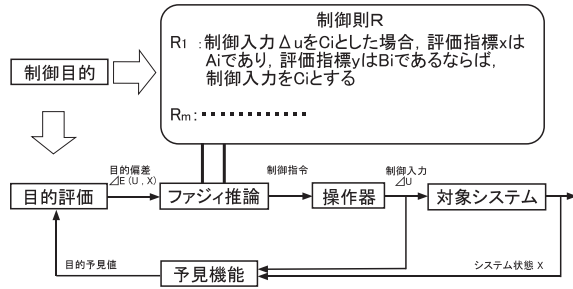 制御則R
R1 :制御入力ΔuをCiとした場合, 評価指標xは
Aiであり, 評価指標yはBiであるならば,
制御入力をCiとする
Rm:・・・・・・・・・・・・
制御目的
目的偏差
⊿E (U , X)
制御指令
制御入力
⊿U
目的評価
ファジィ推論
操作器
対象システム
目的予見値
システム状態 X
予見機能